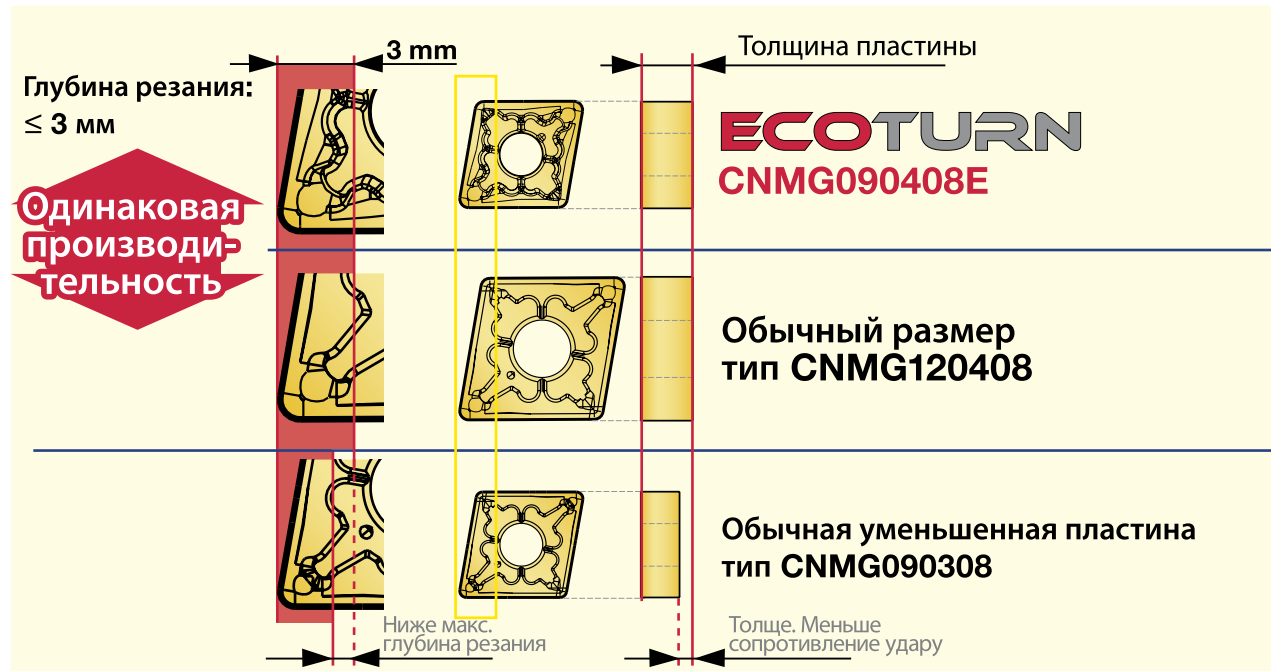 3 mm
Толщина пластины
Глубина резания:
≤ 3 мм
ECOTURN
CNMG090408E
Одинаковая
производи-
тельность
Обычный размер
тип CNMG120408
Обычная уменьшенная пластина
тип CNMG090308
Ниже макс.
глубина резания
Толще. Меньше
сопротивление удару